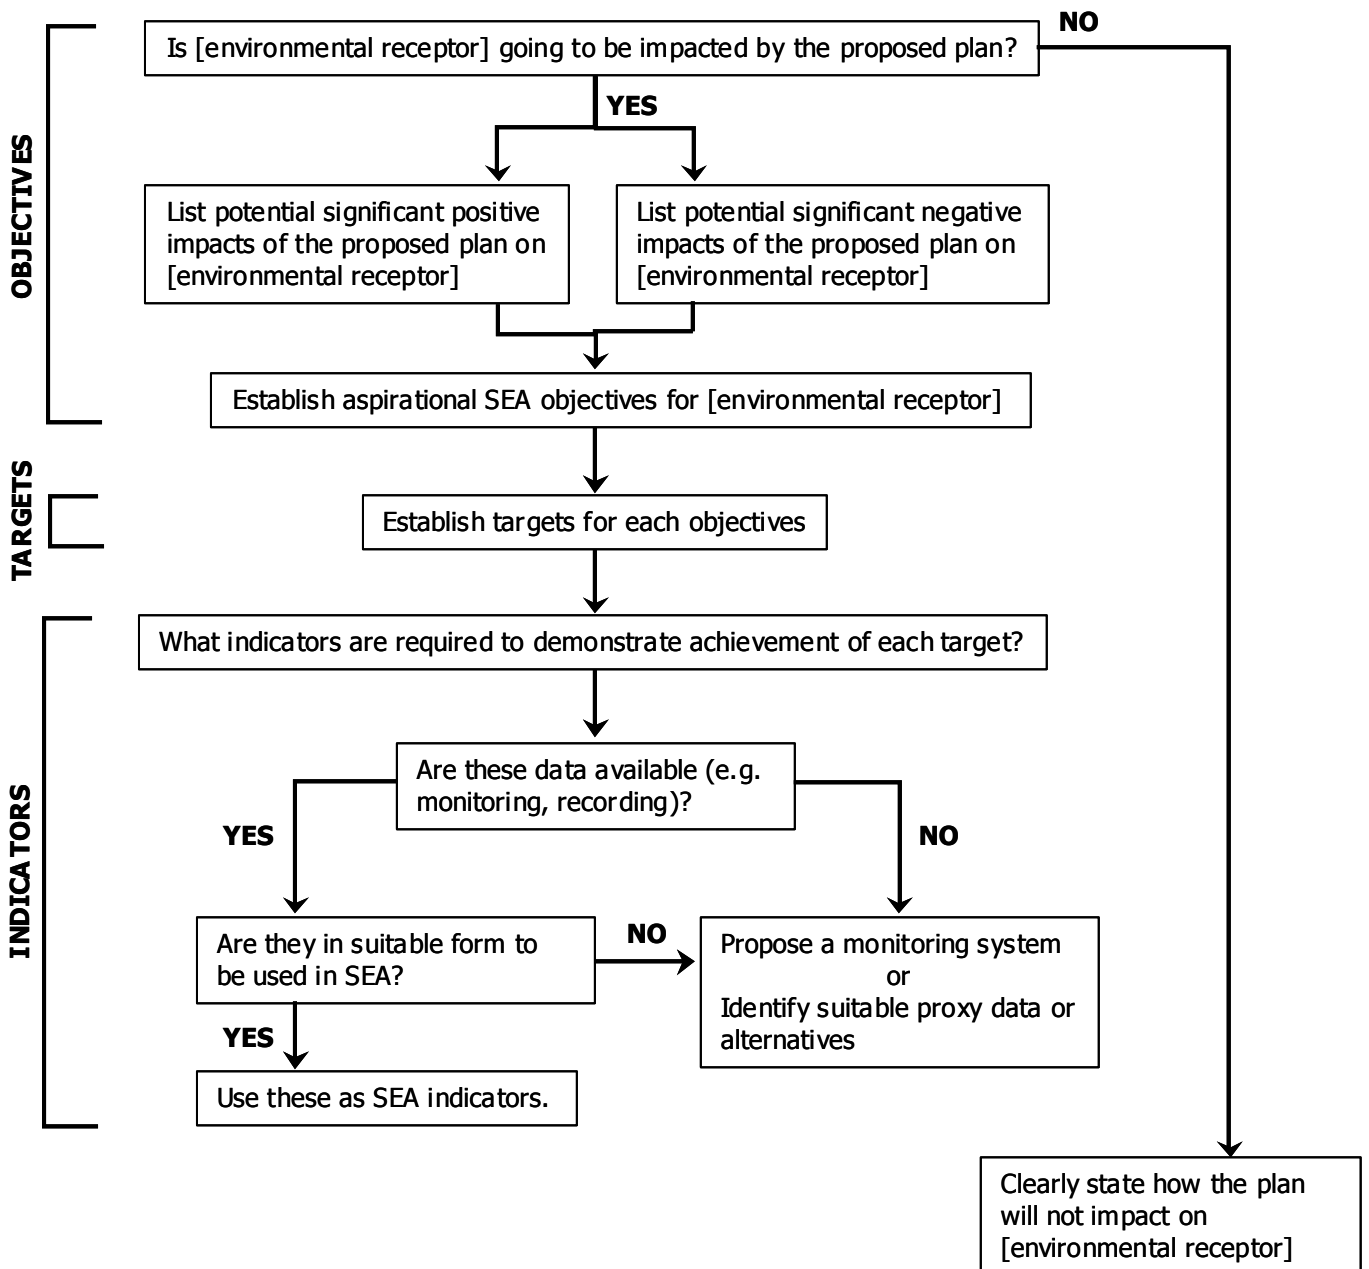 Is [environmental receptor] going to be impacted by the proposed plan?
NO
YES
OBJECTIVES
List potential significant positive
impacts of the proposed plan on
[environmental receptor]
List potential significant negative
impacts of the proposed plan on
[environmental receptor]
Establish aspirational SEA objectives for [environmental receptor]
TARGETS
Establish targets for each objectives
What indicators are required to demonstrate achievement of each target?
INDICATORS
Are these data available (e.g.
monitoring, recording)?
YES
NO
Are they in suitable form to
be used in SEA?
NO
Propose a monitoring system
or
Identify suitable proxy data or
alternatives
YES
Use these as SEA indicators.
Clearly state how the plan
will not impact on
[environmental receptor]